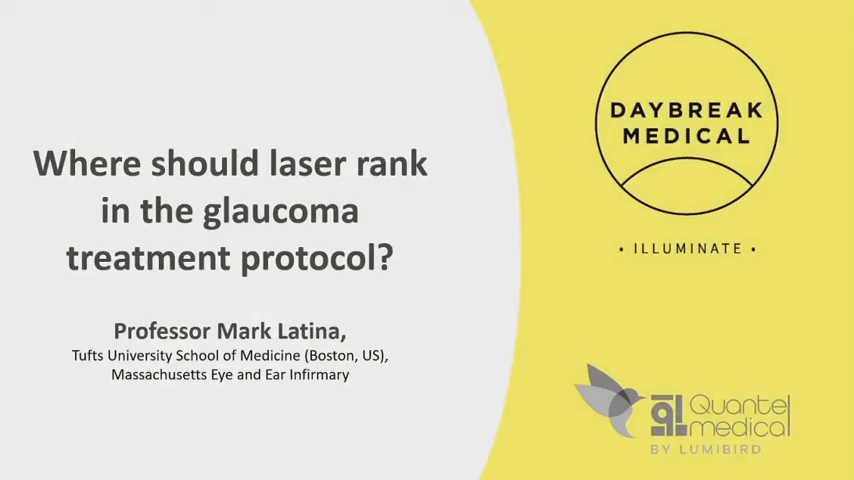 Where should laser rank
in the glaucoma
treatment protocol?
Professor Mark Latina,
Tufts University School of Medicine (Boston, US),
Massachusetts Eye and Ear Infirmary
DAYBREAK
MEDICAL
• ILLUMINATE •
Quantel
medical
BY LUMIBIRD